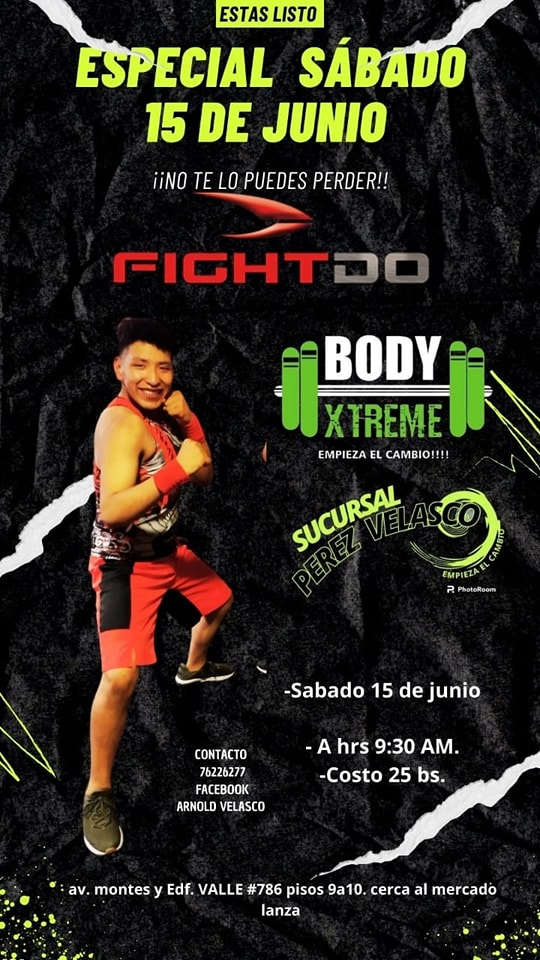 ESTAS LISTO
ESPECIAL SÁBADO
15 DE JUNIO
¡¡NO TE LO PUEDES PERDER!!
FIGHTDO
BODY
XTREME
EMPIEZA EL CAMBIO!!!!
SUCURSAL
PEREZ VELASCO
EMPIEZA EL CAMBIO
PhotoRoom
-Sabado 15 de junio
- A hrs 9:30 AM.
-Costo 25 bs.
CONTACTO
76226277
FACEBOOK
ARNOLD VELASCO
av. montes y Edf. VALLE #786 pisos 9a10. cerca al mercado
lanza